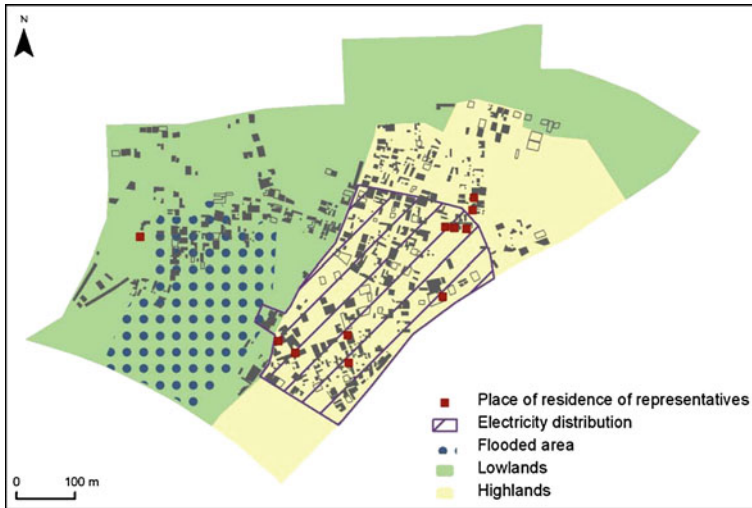 N
Place of residence of representatives
Electricity distribution
Flooded area
Lowlands
Highlands
0 100 m